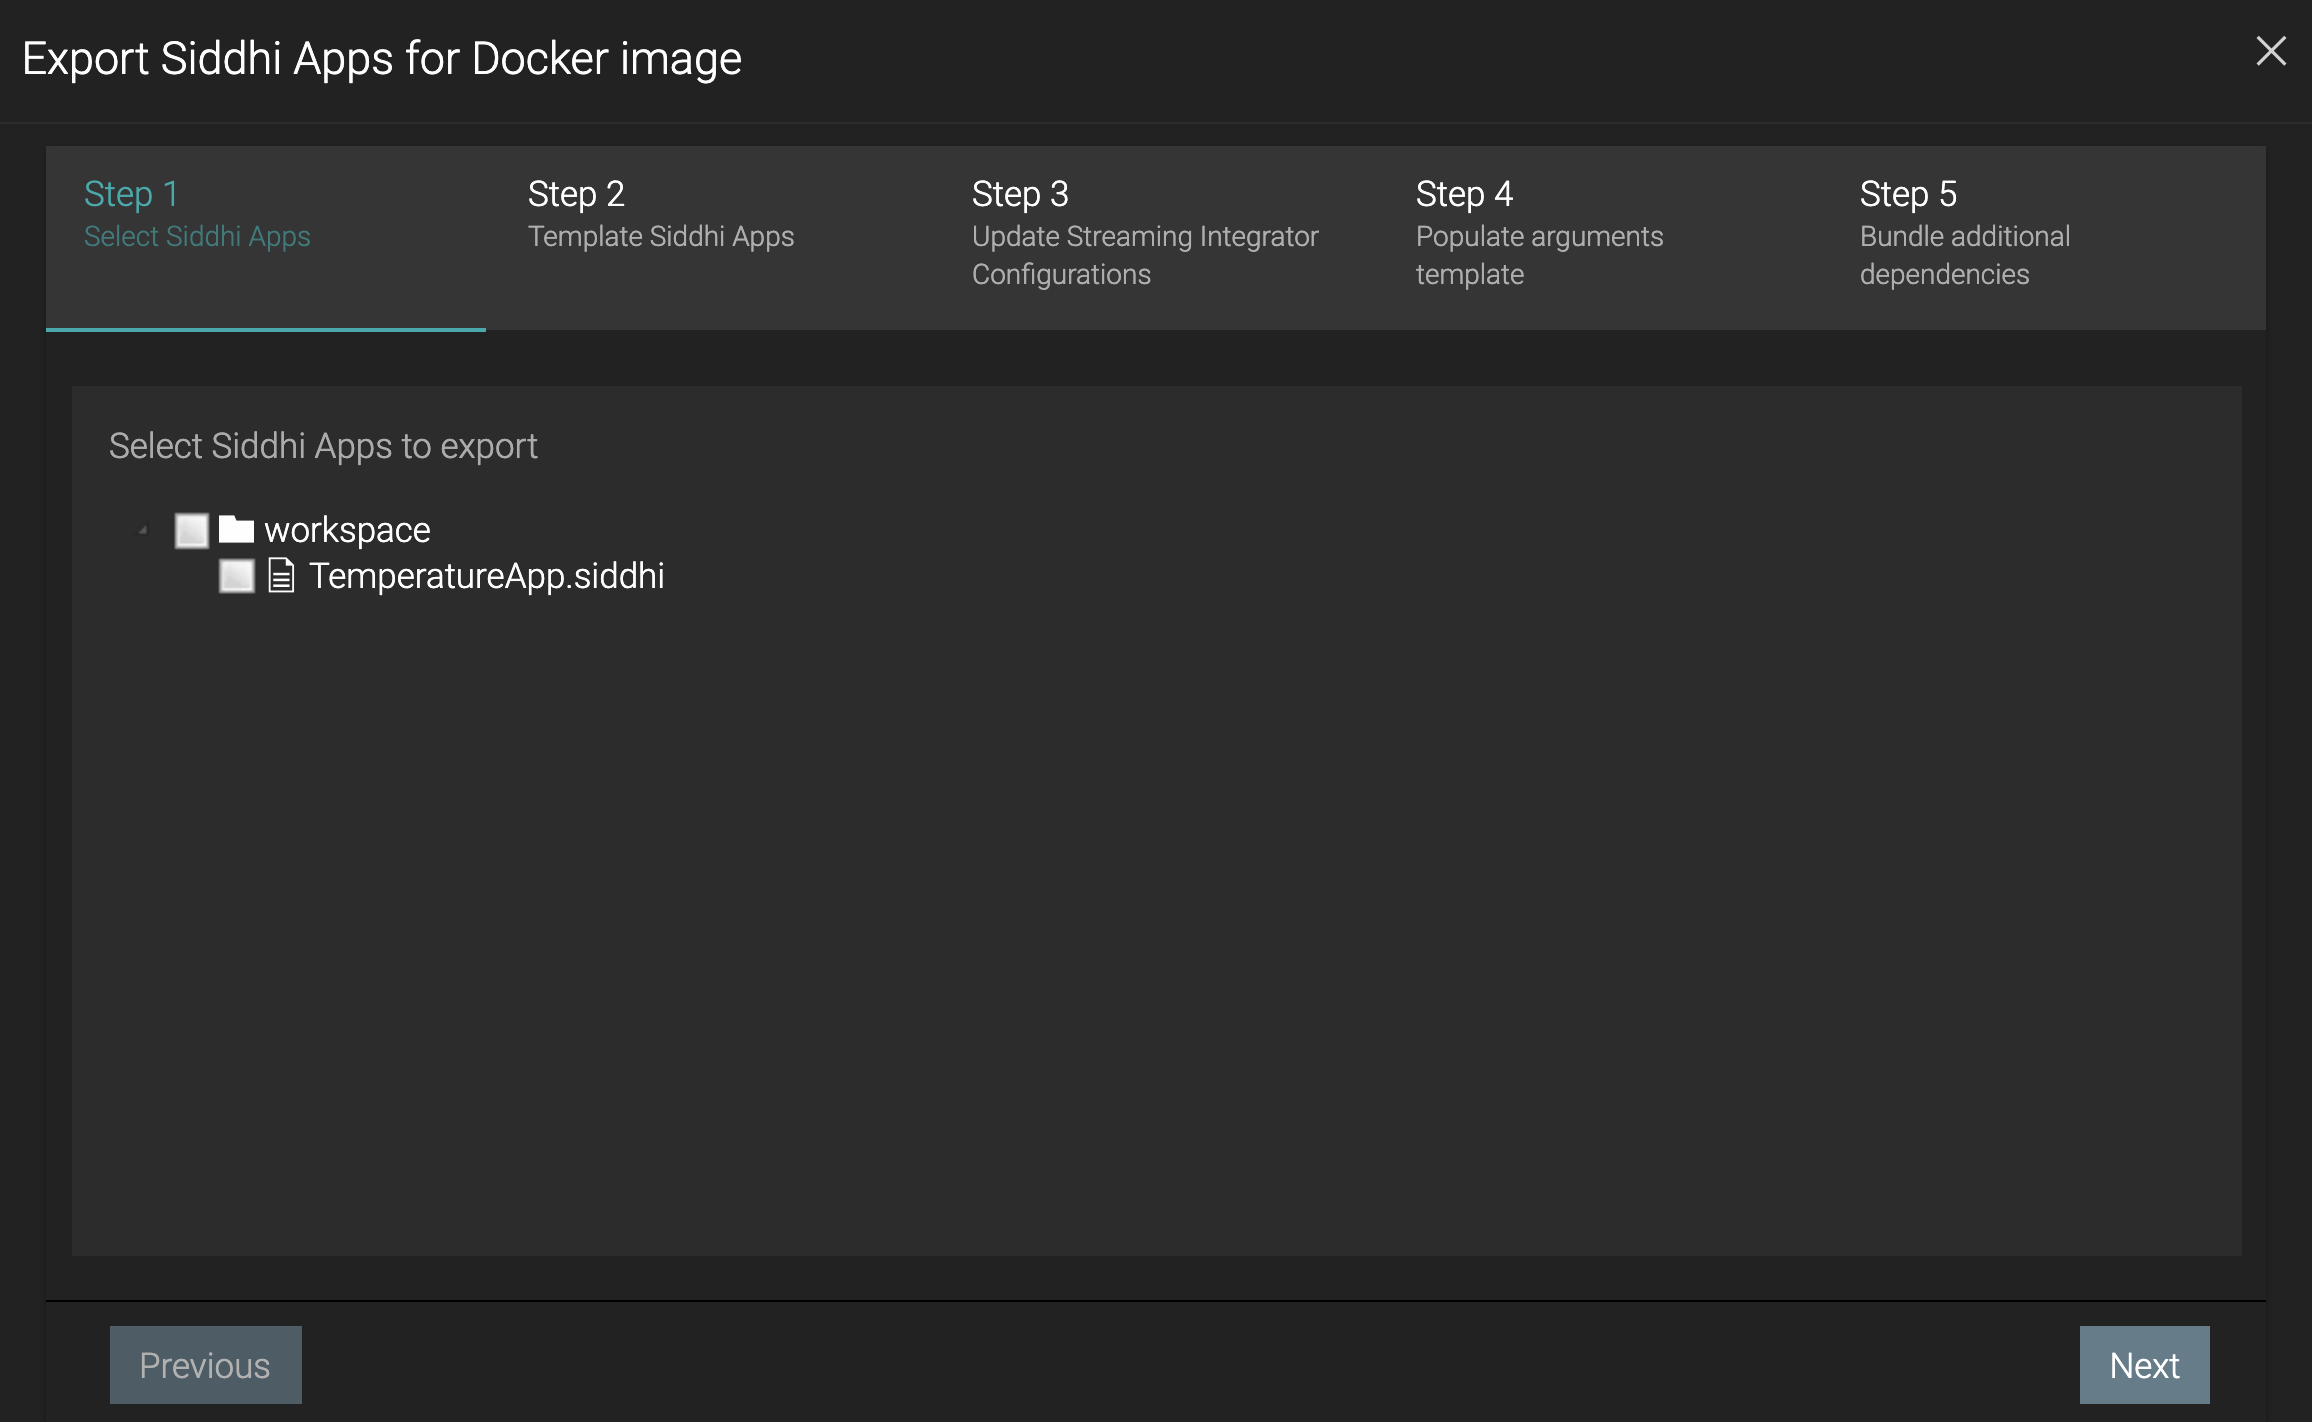 Export Siddhi Apps for Docker image
Step 1
Select Siddhi Apps
Step 2
Template Siddhi Apps
Step 3
Update Streaming Integrator
Configurations
Step 4
Populate arguments
template
Step 5
Bundle additional
dependencies
Select Siddhi Apps to export
workspace
TemperatureApp.siddhi
Previous
Next